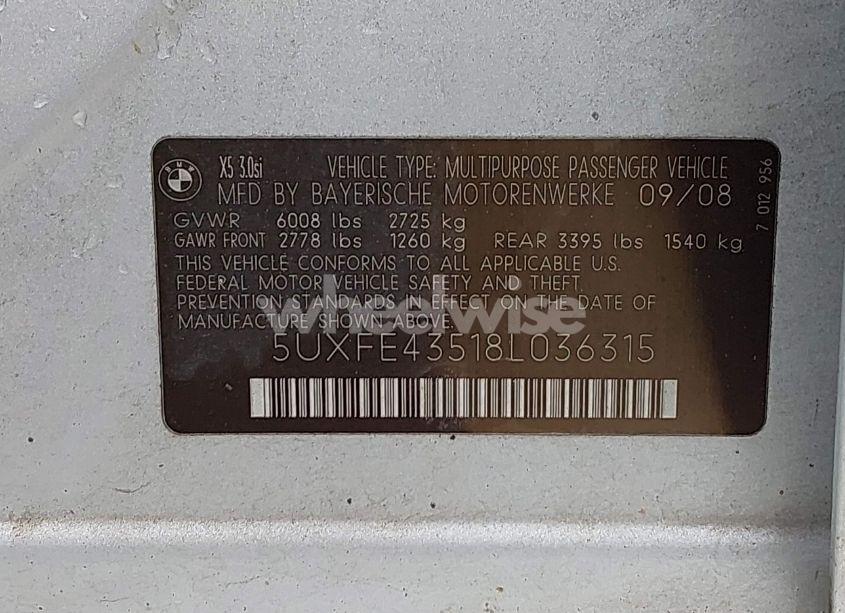 BMW
X5 3.0si VEHICLE TYPE: MULTIPURPOSE PASSENGER VEHICLE
MFD BY BAYERISCHE MOTORENWERKE 09/08
GVWR 6008 lbs 2725 kg
GAWR FRONT 2778 lbs 1260 kg REAR 3395 lbs 1540 kg
THIS VEHICLE CONFORMS TO ALL APPLICABLE U.S.
FEDERAL MOTOR VEHICLE SAFETY AND THEFT
PREVENTION STANDARDS IN EFFECT ON THE DATE OF
MANUFACTURE SHOWN ABOVE.
5UXFE43518L036315
7 012 956
wheelwise